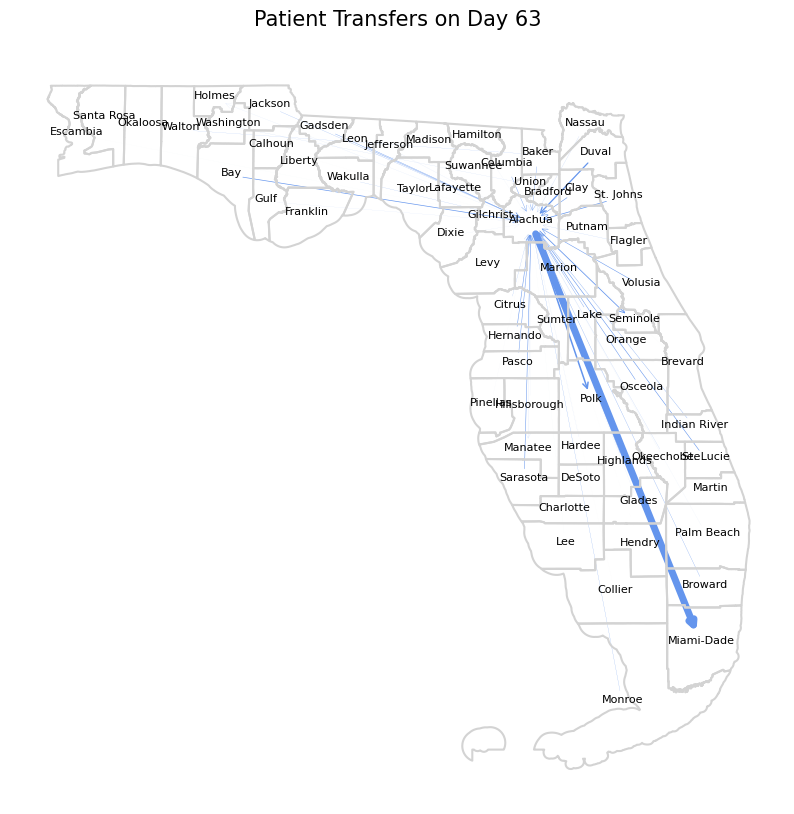 Patient Transfers on Day 63
Holmes
Jackson
Santa Rosa
Okaloosa
Washington
Walton
Escambia
Gadsden
Leon
Jefferson
Madison
Hamilton
Nassau
Calhoun
Baker
Duval
Liberty
Suwannee
Columbia
Bay
Wakulla
Union
Taylor
Lafayette
Bradford
Clay
St. Johns
Gulf
Franklin
Gilchrist
Alachua
Putnam
Dixie
Flagler
Levy
Marion
Volusia
Citrus
Sumter
Lake
Seminole
Hernando
Orange
Pasco
Brevard
Osceola
Polk
Pinellas
Hillsborough
Indian River
Manatee
Hardee
Highlands
Okeechobee
St. Lucie
Sarasota
DeSoto
Martin
Glades
Charlotte
Palm Beach
Lee
Hendry
Collier
Broward
Miami-Dade
Monroe